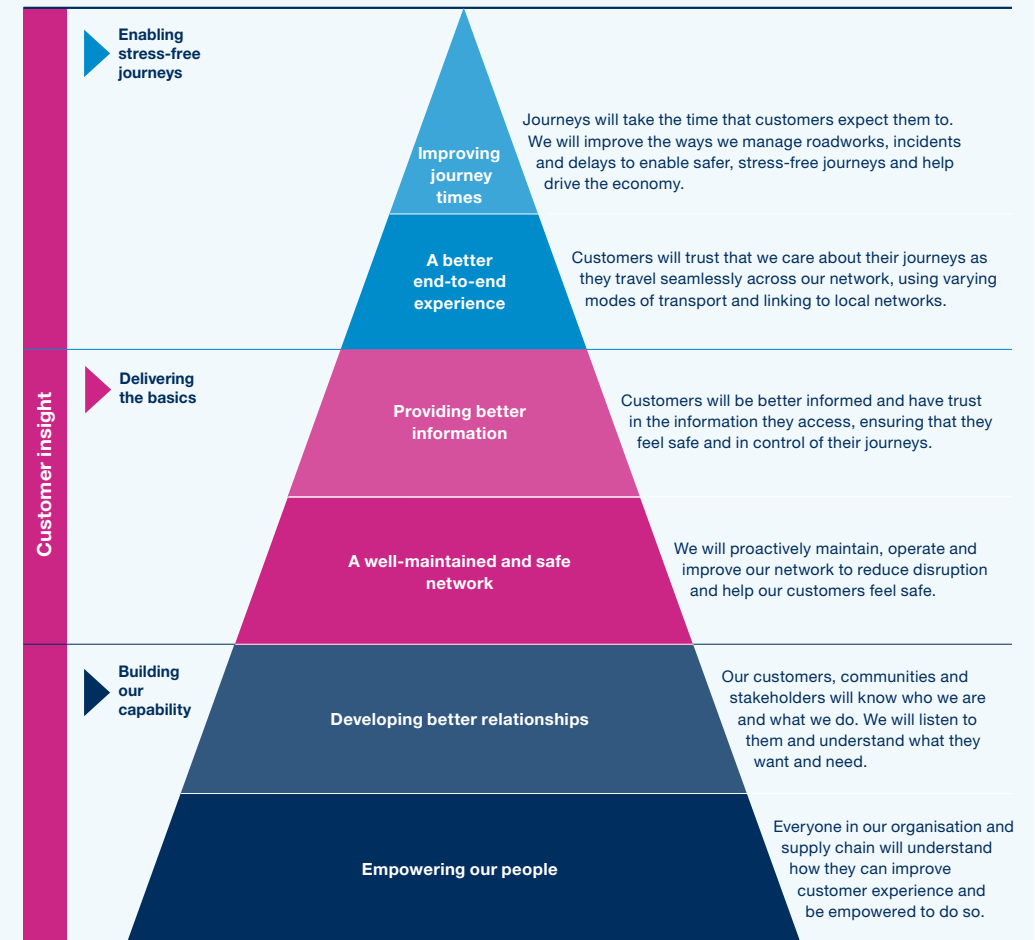 Customer insight
Enabling
stress-free
journeys
Improving
journey
times
Journeys will take the time that customers expect them to.
We will improve the ways we manage roadworks, incidents
and delays to enable safer, stress-free journeys and help
drive the economy.
A better
end-to-end
experience
Customers will trust that we care about their journeys as
they travel seamlessly across our network, using varying
modes of transport and linking to local networks.
Delivering
the basics
Providing better
information
Customers will be better informed and have trust
in the information they access, ensuring that they
feel safe and in control of their journeys.
A well-maintained and safe
network
We will proactively maintain, operate and
improve our network to reduce disruption
and help our customers feel safe.
Building
our
capability
Developing better relationships
Our customers, communities and
stakeholders will know who we are
and what we do. We will listen to
them and understand what they
want and need.
Empowering our people
Everyone in our organisation and
supply chain will understand
how they can improve
customer experience and
be empowered to do so.